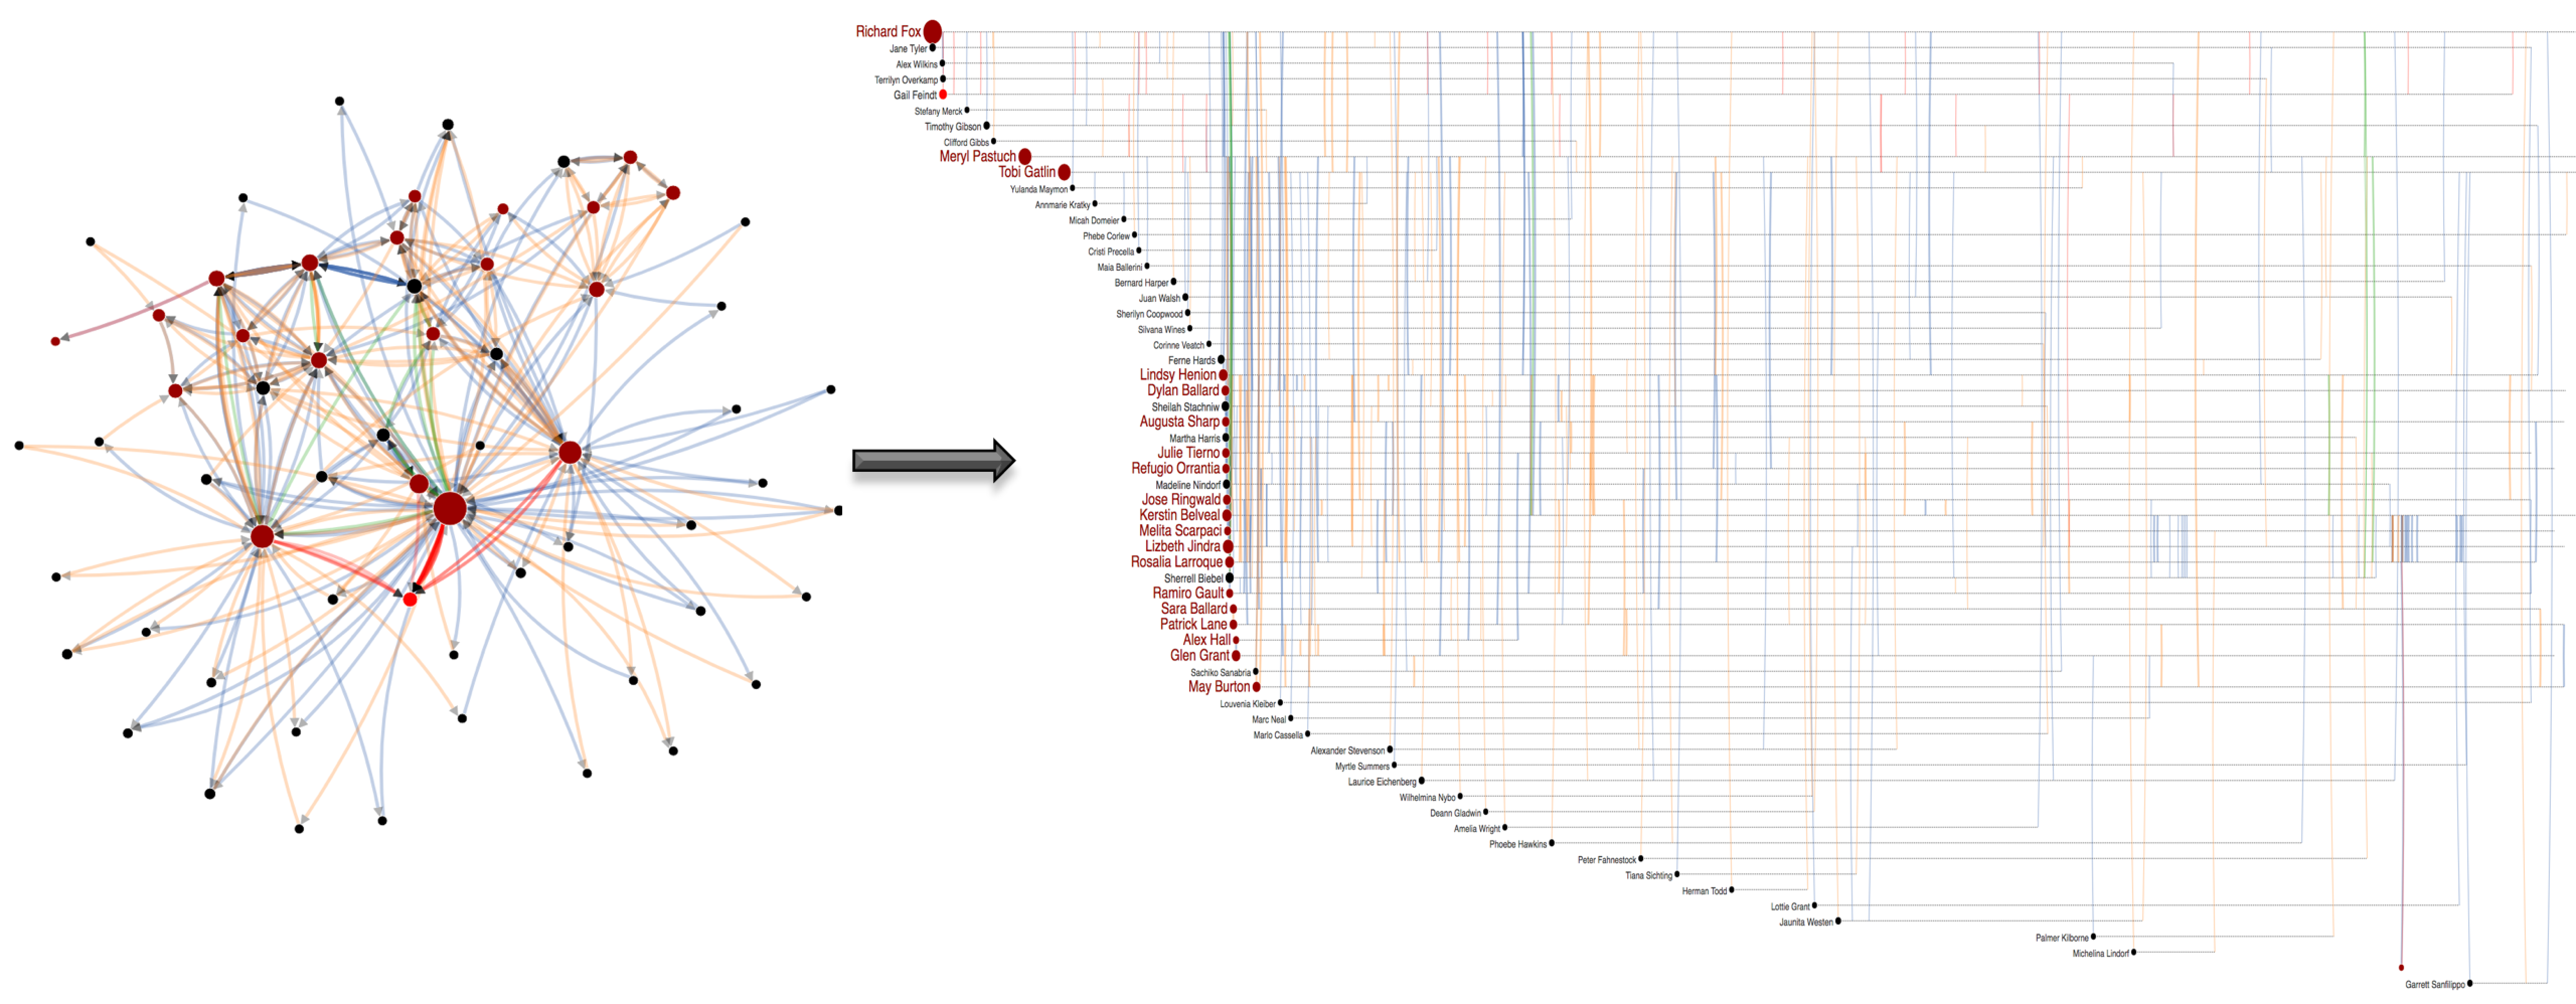 Richard Fox
Jane Tyler
Alex Wilkins
Terrilyn Overkamp
Gail Feindt
Stefany Merck
Timothy Gibson
Clifford Gibbs
Meryl Pastuch
Tobi Gatlin
Yulanda Maymon
Annmarie Kratky
Micah Domeier
Phebe Corlew
Cristi Precella
Maia Ballerini
Bernard Harper
Juan Walsh
Sherilyn Coopwood
Silvana Wines
Corinne Veatch
Ferne Hards
Lindsy Henion
Dylan Ballard
Sheilah Stachniw
Augusta Sharp
Martha Harris
Julie Tierno
Refugio Orrantia
Madeline Nindorf
Jose Ringwald
Kerstin Belveal
Melita Scarpaci
Lizbeth Jindra
Rosalia Larroque
Sherrell Biebel
Ramiro Gault
Sara Ballard
Patrick Lane
Alex Hall
Glen Grant
Sachiko Sanabria
May Burton
Louvenia Kleiber
Marc Neal
Marlo Cassella
Alexander Stevenson
Myrtle Summers
Laurice Eichenberg
Wilhelmina Nybo
Deann Gladwin
Amelia Wright
Phoebe Hawkins
Peter Fahnestock
Tiana Sichting
Herman Todd
Lottie Grant
Jaunita Westen
Palmer Kilborne
Michelina Lindorf
Garrett Sanfilippo